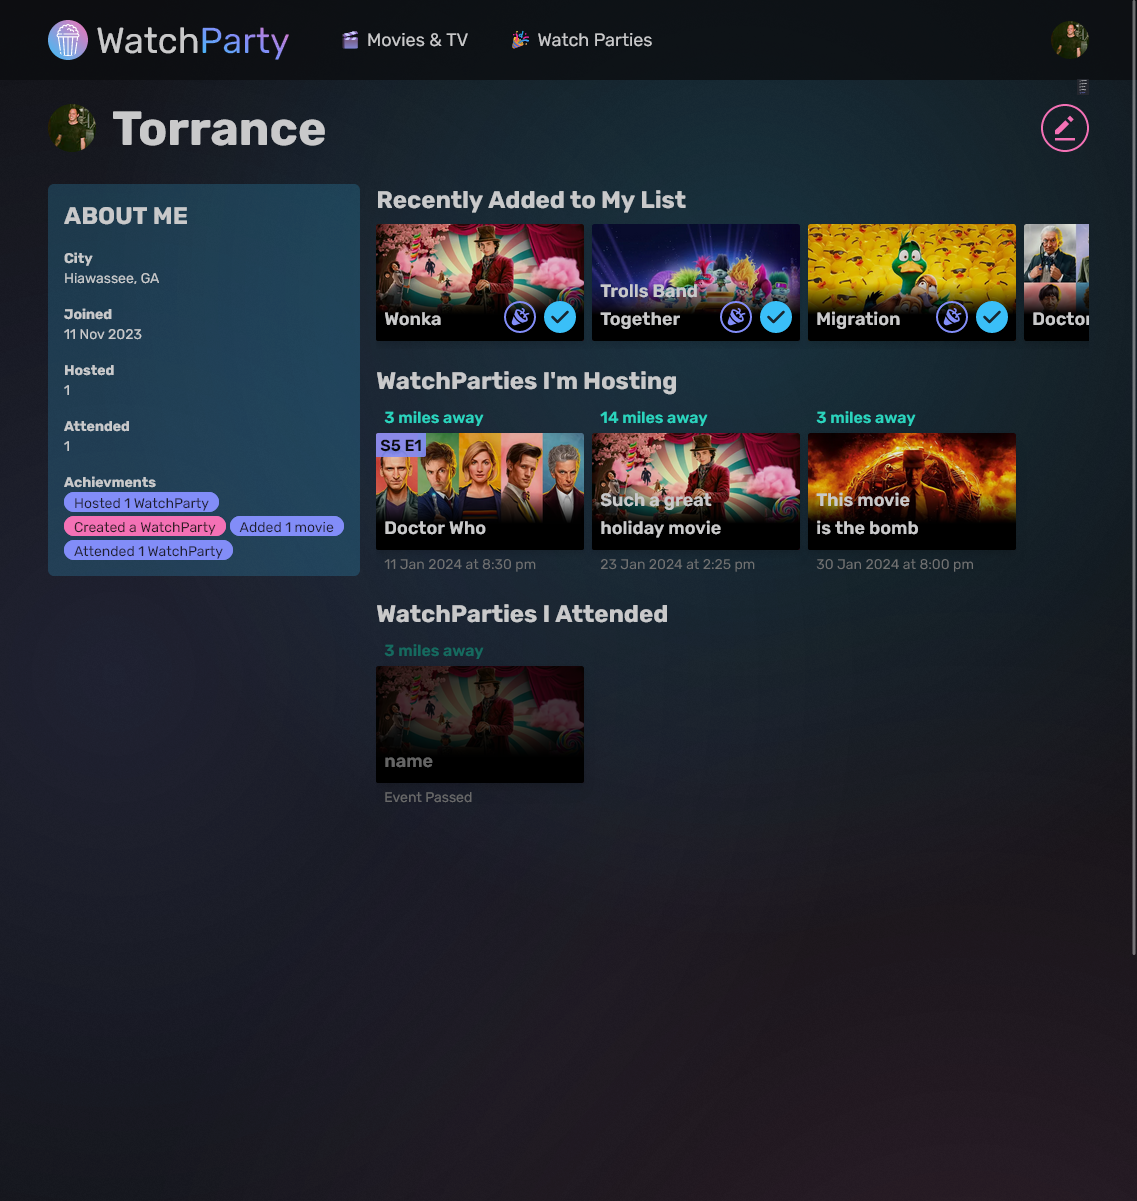 WatchParty
Movies & TV
Watch Parties
Torrance
ABOUT ME
City
Hiawassee, GA
Joined
11 Nov 2023
Hosted
1
Attended
1
Achievments
Hosted 1 WatchParty
Created a WatchParty Added 1 movie
Attended 1 WatchParty
Recently Added to My List
Wonka
Trolls Band
Together
Migration
Doctor
WatchParties I'm Hosting
3 miles away
S5 E1
Doctor Who
11 Jan 2024 at 8:30 pm
14 miles away
Such a great
holiday movie
23 Jan 2024 at 2:25 pm
3 miles away
This movie
is the bomb
30 Jan 2024 at 8:00 pm
WatchParties I Attended
3 miles away
name
Event Passed